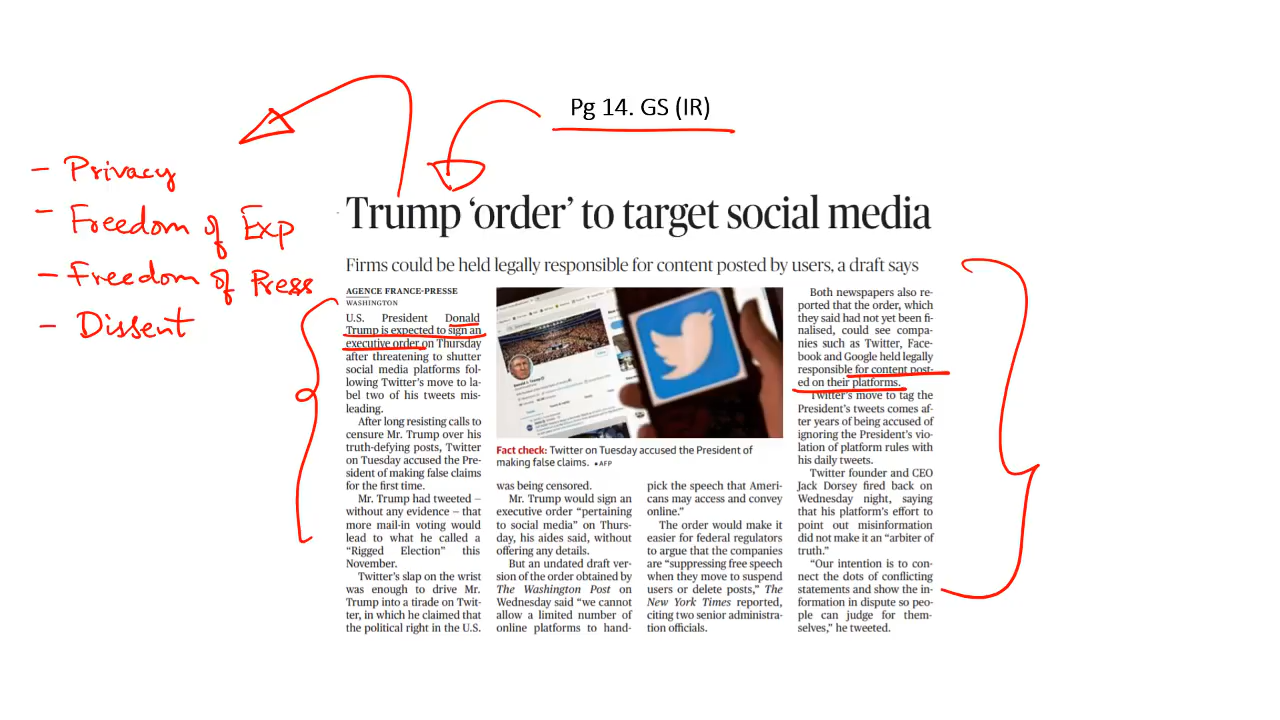 Pg 14. GS (IR)
- Privacy
- Freedom of Exp
- Freedom of Press
- Dissent
Trump ‘order’ to target social media
Firms could be held legally responsible for content posted by users, a draft says
AGENCE FRANCE-PRESSE
WASHINGTON
U.S. President Donald
Trump is expected to sign an
executive order on Thursday
after threatening to shutter
social media platforms fol-
lowing Twitter’s move to la-
bel two of his tweets mis-
leading.
After long resisting calls to
censure Mr. Trump over his
truth-defying posts, Twitter
on Tuesday accused the Pre-
sident of making false claims
for the first time.
Mr. Trump had tweeted –
without any evidence – that
more mail-in voting would
lead to what he called a
“Rigged Election” this
November.
Twitter’s slap on the wrist
was enough to drive Mr.
Trump into a tirade on Twit-
ter, in which he claimed that
the political right in the U.S.
Fact check: Twitter on Tuesday accused the President of
making false claims. •AFP
was being censored.
Mr. Trump would sign an
executive order “pertaining
to social media” on Thurs-
day, his aides said, without
offering any details.
But an undated draft ver-
sion of the order obtained by
The Washington Post on
Wednesday said “we cannot
allow a limited number of
online platforms to hand-
pick the speech that Ameri-
cans may access and convey
online.”
The order would make it
easier for federal regulators
to argue that the companies
are “suppressing free speech
when they move to suspend
users or delete posts,” The
New York Times reported,
citing two senior administra-
tion officials.
Both newspapers also re-
ported that the order, which
they said had not yet been fi-
nalised, could see compa-
nies such as Twitter, Face-
book and Google held legally
responsible for content post-
ed on their platforms.
Twitter’s move to tag the
President’s tweets comes af-
ter years of being accused of
ignoring the President’s vio-
lation of platform rules with
his daily tweets.
Twitter founder and CEO
Jack Dorsey fired back on
Wednesday night, saying
that his platform’s effort to
point out misinformation
did not make it an “arbiter of
truth.”
“Our intention is to con-
nect the dots of conflicting
statements and show the in-
formation in dispute so peo-
ple can judge for them-
selves,” he tweeted.